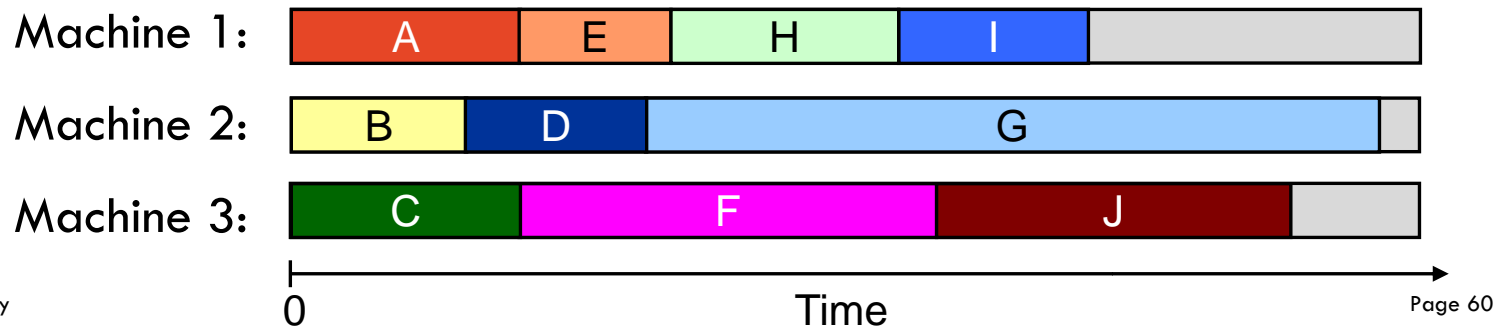 Machine 1: A E H I
Machine 2: B D G
Machine 3: C F J
y 0 Time Page 60